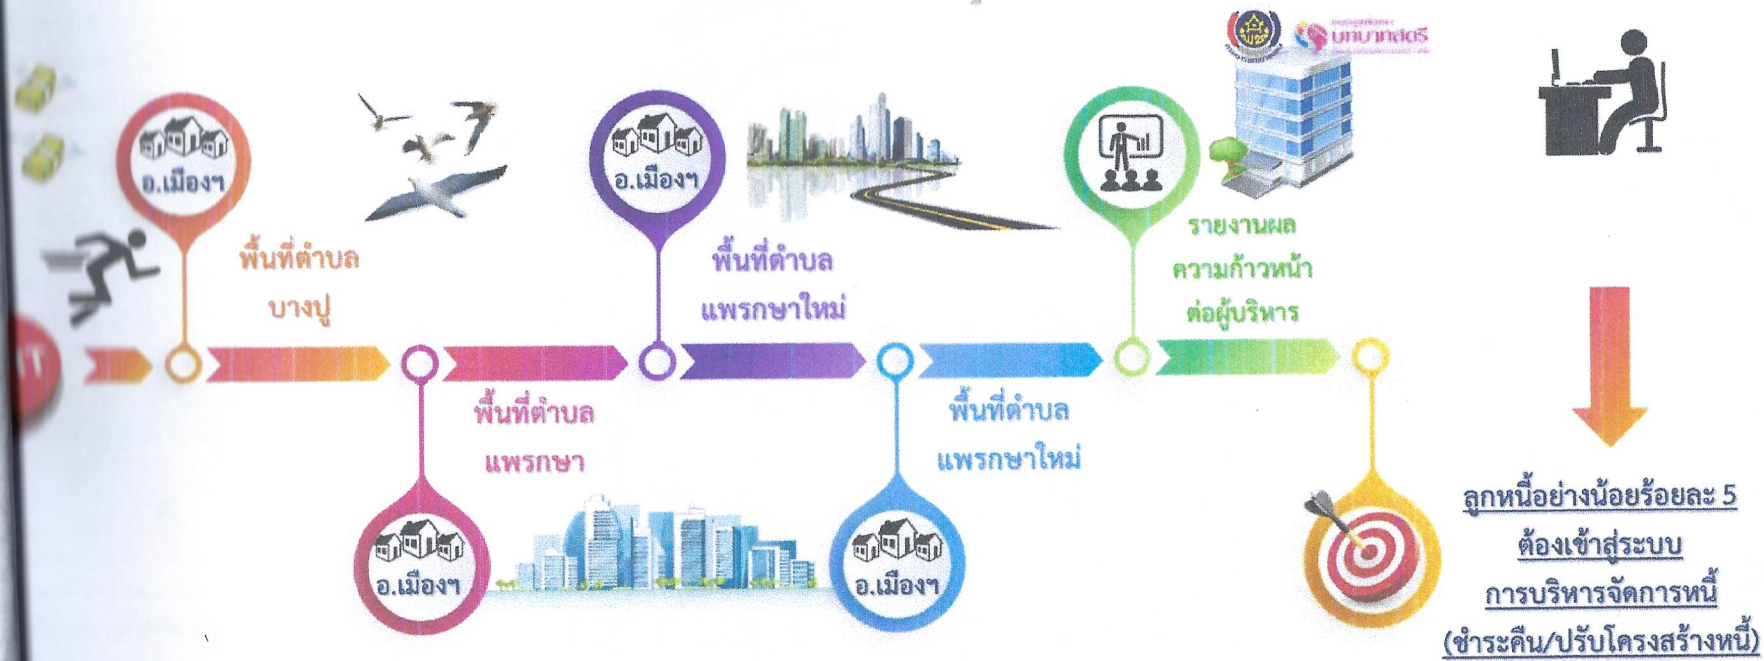 บทบาทสตรี
อ.เมืองฯ
อ.เมืองฯ
พื้นที่ตำบล
บางปู
พื้นที่ตำบล
แพรกษาใหม่
รายงานผล
ความก้าวหน้า
ต่อผู้บริหาร
พื้นที่ตำบล
แพรกษา
พื้นที่ตำบล
แพรกษาใหม่
อ.เมืองฯ
อ.เมืองฯ
ลูกหนี้อย่างน้อยร้อยละ 5
ต้องเข้าสู่ระบบ
การบริหารจัดการหนี้
(ชำระคืน/ปรับโครงสร้างหนี้)